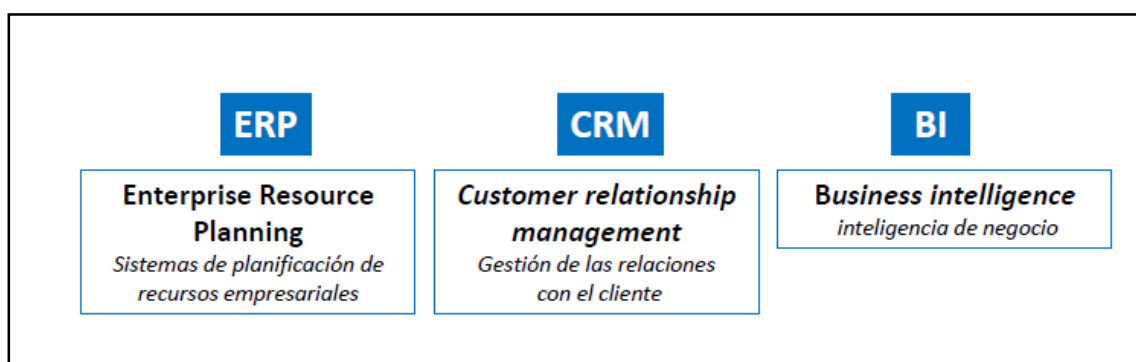 ERP
Enterprise Resource
Planning
Sistemas de planificación de
recursos empresariales
CRM
Customer relationship
management
Gestión de las relaciones
con el cliente
BI
Business intelligence
inteligencia de negocio